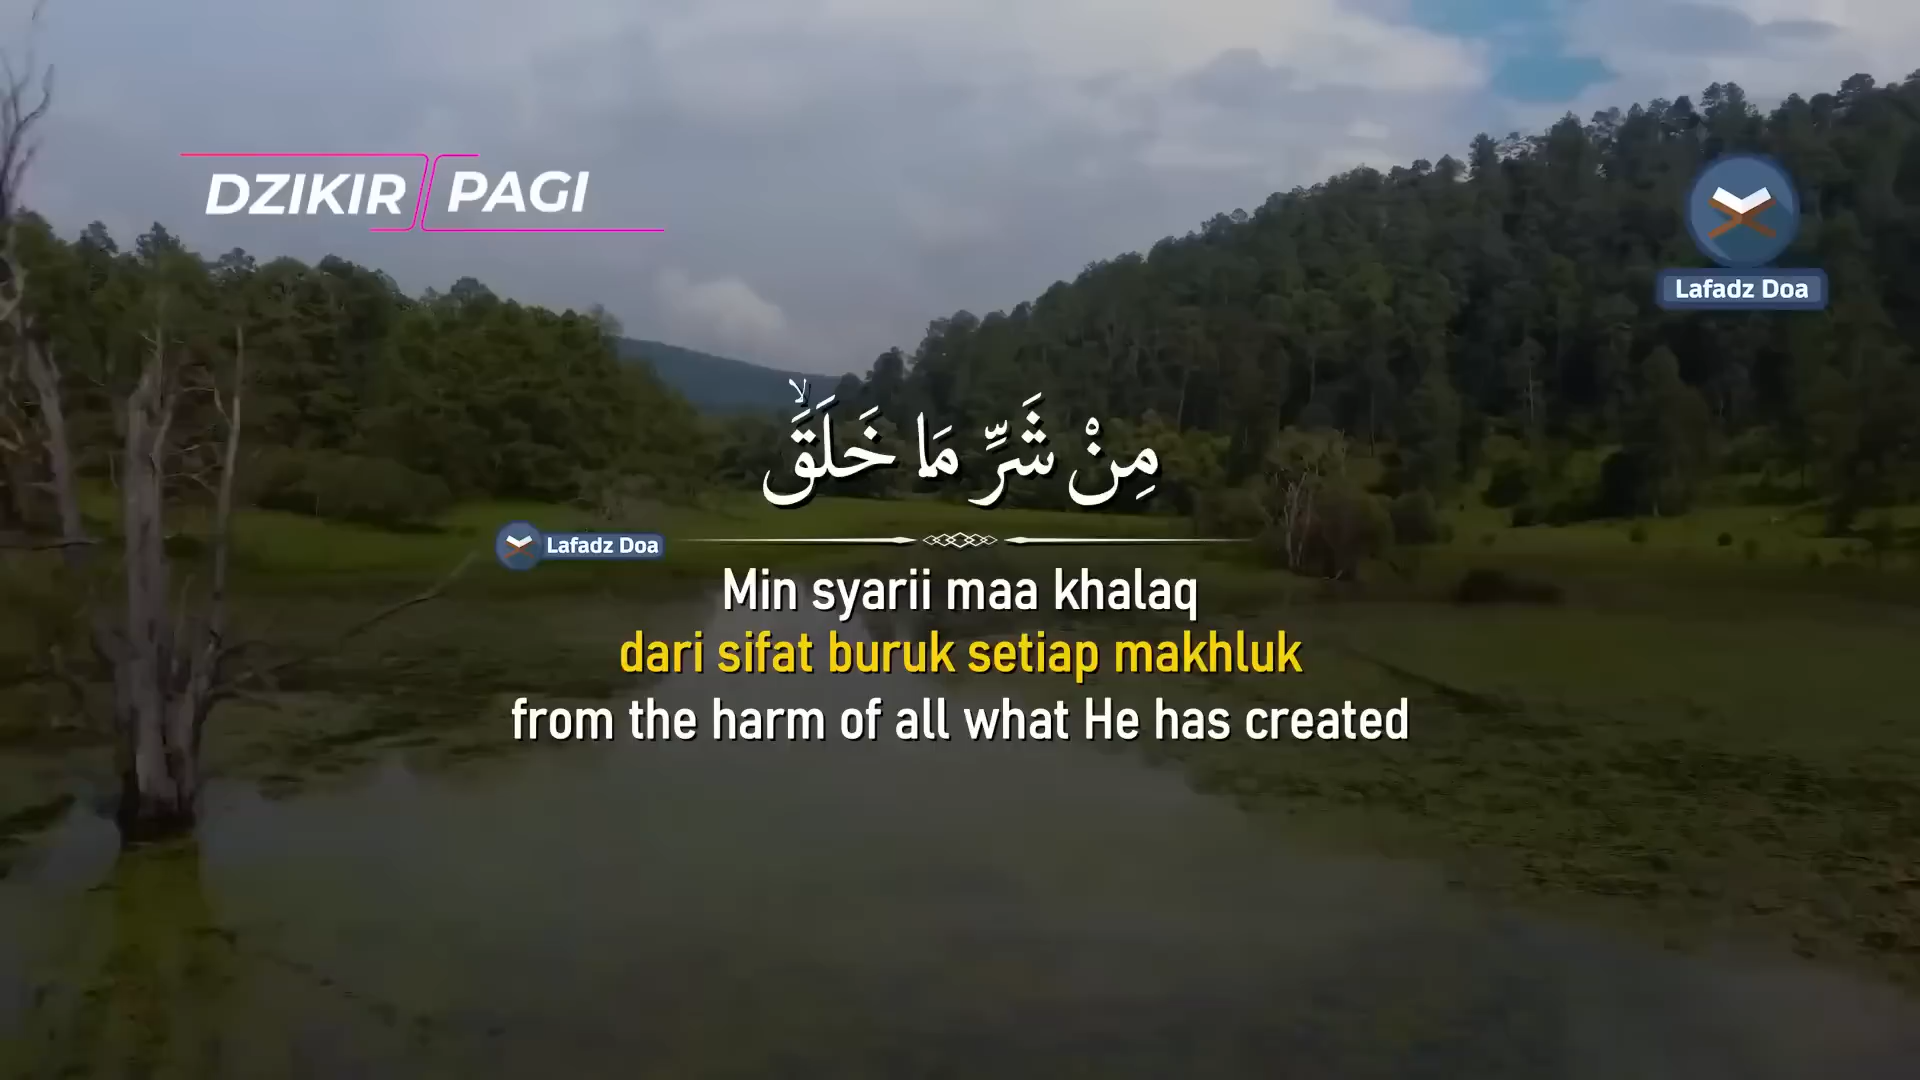 DZIKIR PAGI
Lafadz Doa
مِنْ شَرِّ مَا خَلَقَۙ
Lafadz Doa
Min syarii maa khalaq
dari sifat buruk setiap makhluk
from the harm of all what He has created